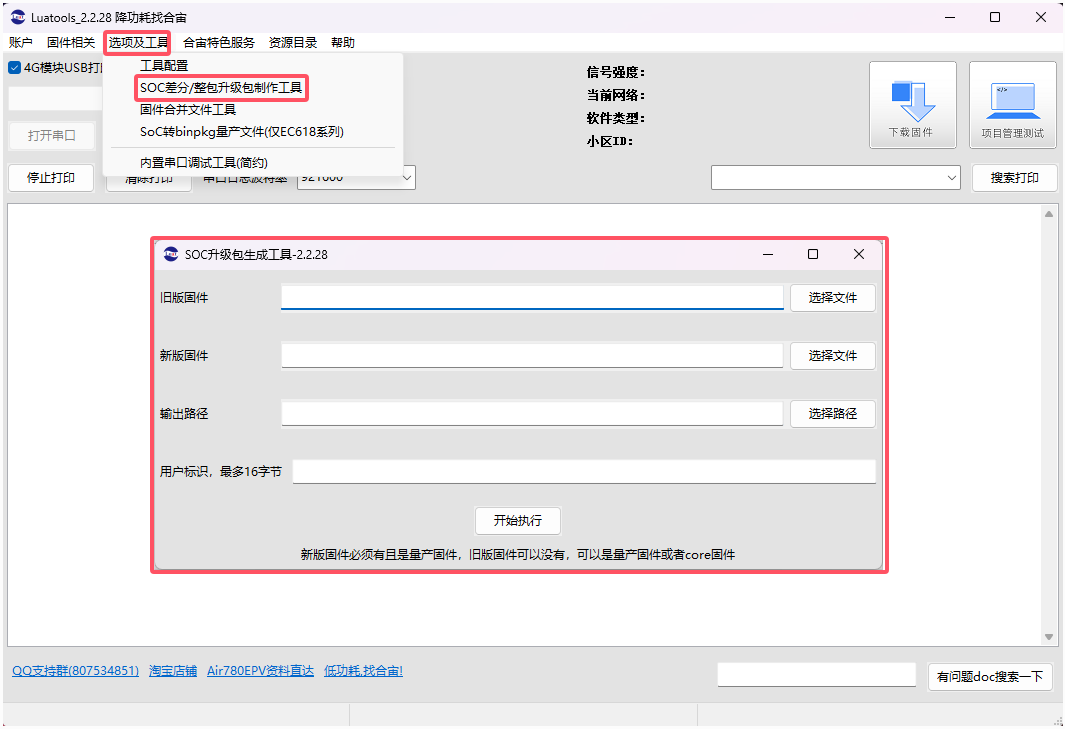 Luatools_2.2.28 降功耗找合宙
账户 固件相关 选项及工具 合宙特色服务 资源目录 帮助
4G模块USB打
工具配置
SOC差分/整包升级包制作工具
固件合并文件工具
SoC转binpkg量产文件(仅EC618系列)
内置串口调试工具(简约)
信号强度:
当前网络:
软件类型:
小区ID:
下载固件
项目管理测试
打开串口
停止打印 清除打印 串口日志波特率 921600 搜索打印
SOC升级包生成工具-2.2.28
旧版固件 选择文件
新版固件 选择文件
输出路径 选择路径
用户标识，最多16字节
开始执行
新版固件必须有且是量产固件，旧版固件可以没有，可以是量产固件或者core固件
QQ支持群(807534851) 淘宝店铺 Air780EPV资料直达 低功耗,找合宙! 有问题doc搜索一下